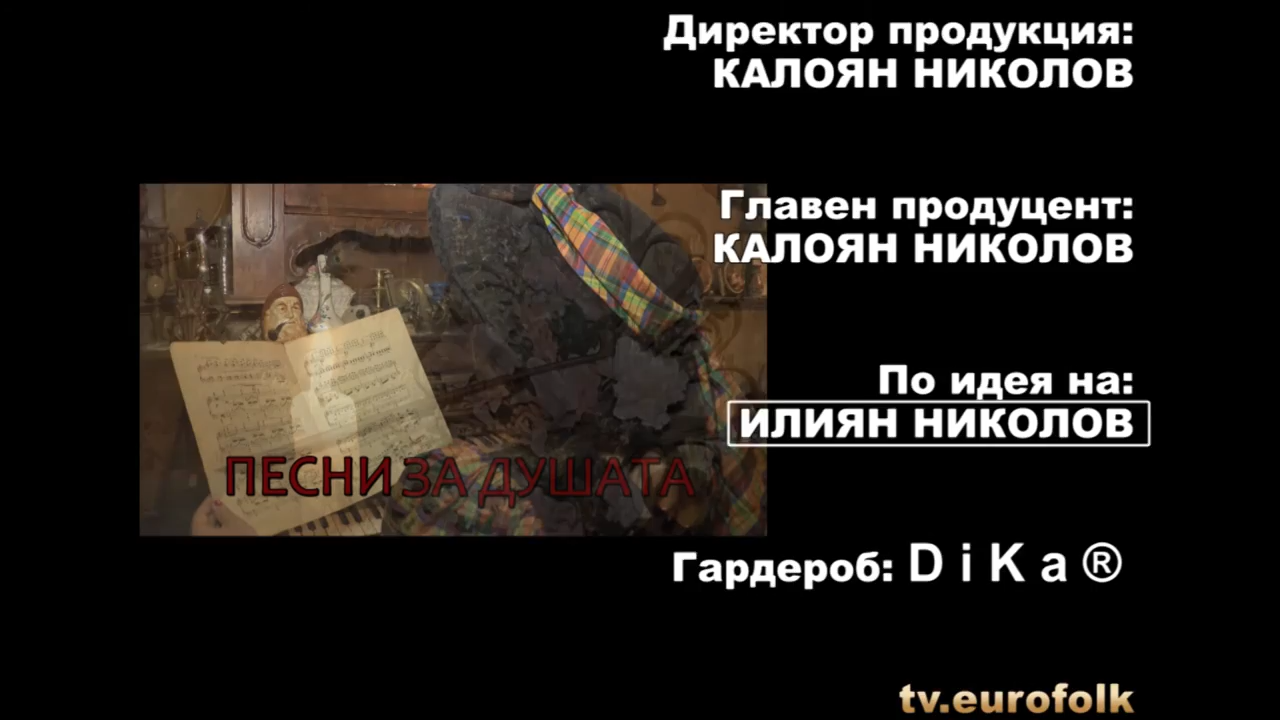 Директор продукция:
КАЛОЯН НИКОЛОВ
Главен продуцент:
КАЛОЯН НИКОЛОВ
По идея на:
ИЛИЯН НИКОЛОВ
ПЕСНИ ЗА ДУШАТА
Гардероб: DiKa®
tv.eurofolk